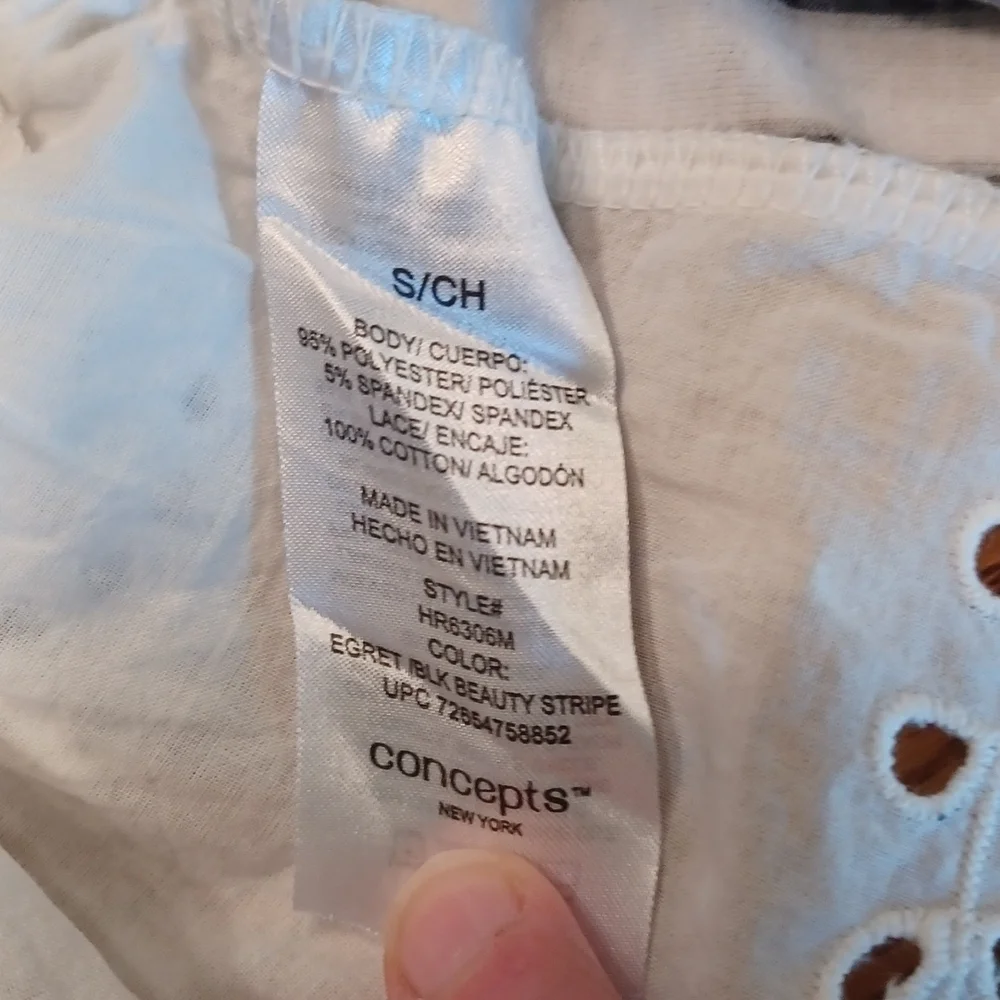 S/CH
BODY/ CUERPO:
95% POLYESTER/ POLIÉSTER
5% SPANDEX/ SPANDEX
LACE/ ENCAJE:
100% COTTON/ ALGODÓN
MADE IN VIETNAM
HECHO EN VIETNAM
STYLE#
HR6306M
COLOR:
EGRET /BLK BEAUTY STRIPE
UPC 72654758852
concepts™
NEW YORK